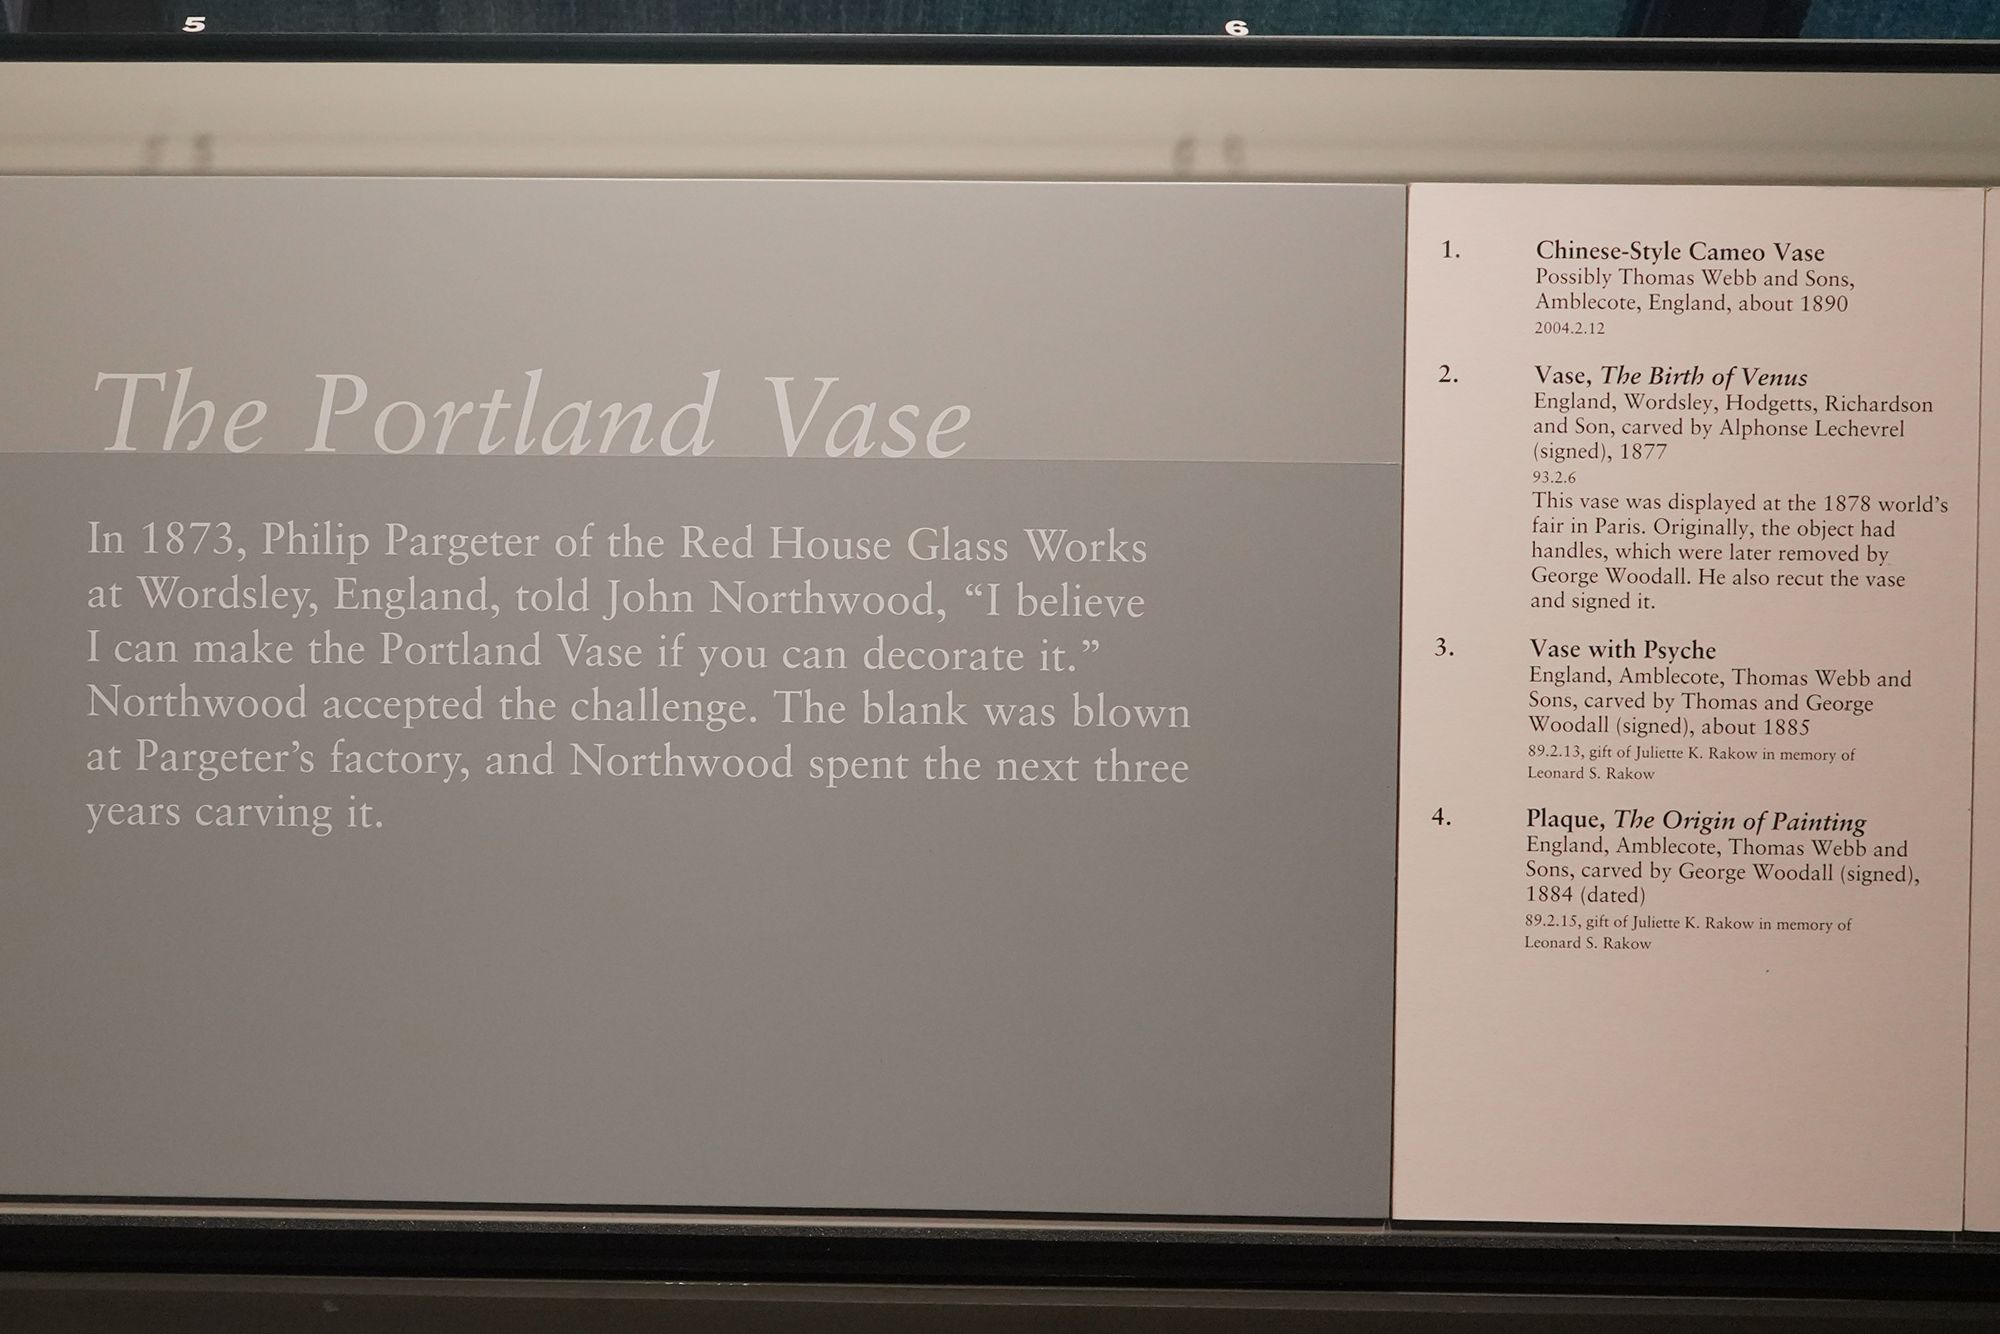 5
6
The Portland Vase
In 1873, Philip Pargeter of the Red House Glass Works
at Wordsley, England, told John Northwood, “I believe
I can make the Portland Vase if you can decorate it.”
Northwood accepted the challenge. The blank was blown
at Pargeter’s factory, and Northwood spent the next three
years carving it.
1.
Chinese-Style Cameo Vase
Possibly Thomas Webb and Sons,
Amblecote, England, about 1890
2004.2.12
2.
Vase, The Birth of Venus
England, Wordsley, Hodgetts, Richardson
and Son, carved by Alphonse Lechevrel
(signed), 1877
93.2.6
This vase was displayed at the 1878 world’s
fair in Paris. Originally, the object had
handles, which were later removed by
George Woodall. He also recut the vase
and signed it.
3.
Vase with Psyche
England, Amblecote, Thomas Webb and
Sons, carved by Thomas and George
Woodall (signed), about 1885
89.2.13, gift of Juliette K. Rakow in memory of
Leonard S. Rakow
4.
Plaque, The Origin of Painting
England, Amblecote, Thomas Webb and
Sons, carved by George Woodall (signed),
1884 (dated)
89.2.15, gift of Juliette K. Rakow in memory of
Leonard S. Rakow